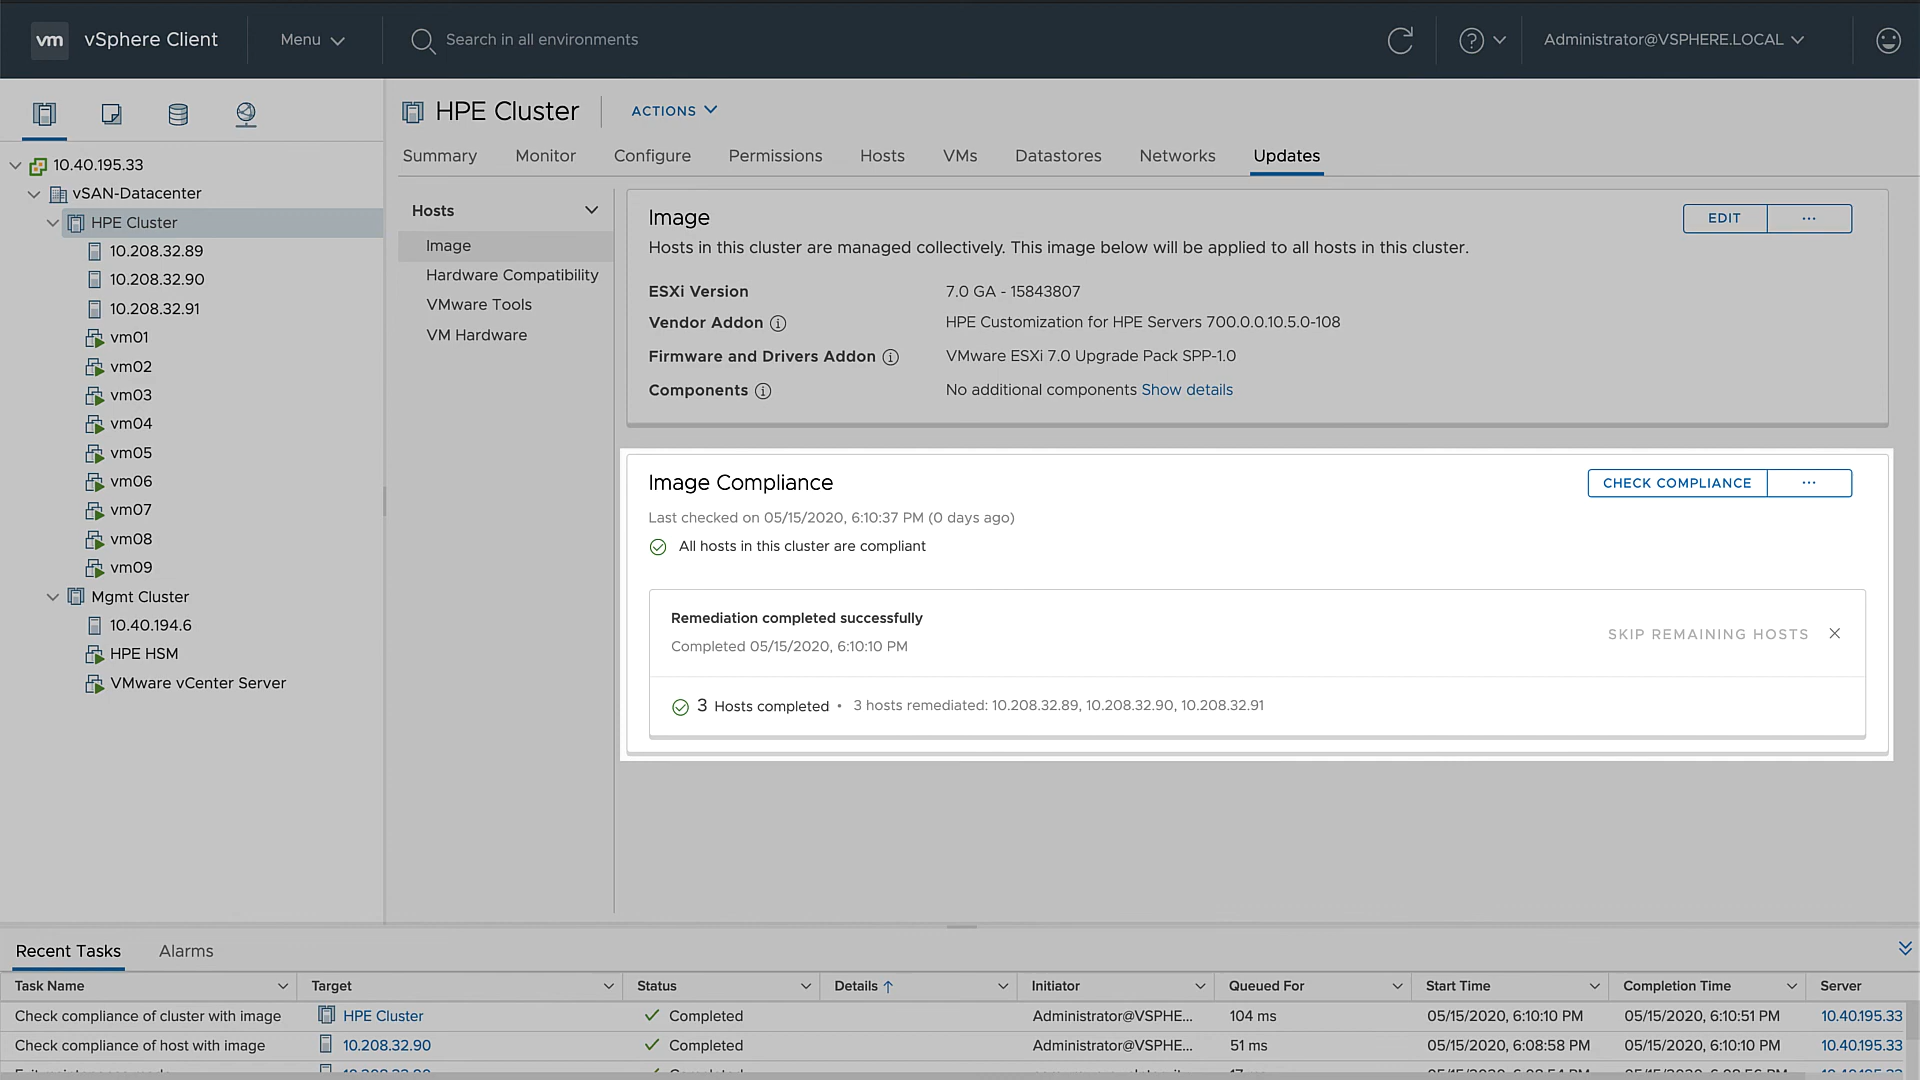 vm vSphere Client Menu Search in all environments ? Administrator@VSPHERE.LOCAL
HPE Cluster ACTIONS
Summary Monitor Configure Permissions Hosts VMs Datastores Networks Updates
10.40.195.33
vSAN-Datacenter
HPE Cluster
10.208.32.89
10.208.32.90
10.208.32.91
vm01
vm02
vm03
vm04
vm05
vm06
vm07
vm08
vm09
Mgmt Cluster
10.40.194.6
HPE HSM
VMware vCenter Server
Hosts
Image
Hardware Compatibility
VMware Tools
VM Hardware
Image EDIT ...
Hosts in this cluster are managed collectively. This image below will be applied to all hosts in this cluster.
ESXi Version 7.0 GA - 15843807
Vendor Addon HPE Customization for HPE Servers 700.0.0.10.5.0-108
Firmware and Drivers Addon VMware ESXi 7.0 Upgrade Pack SPP-1.0
Components No additional components Show details
Image Compliance CHECK COMPLIANCE ...
Last checked on 05/15/2020, 6:10:37 PM (0 days ago)
All hosts in this cluster are compliant
Remediation completed successfully
Completed 05/15/2020, 6:10:10 PM
SKIP REMAINING HOSTS
3 Hosts completed • 3 hosts remediated: 10.208.32.89, 10.208.32.90, 10.208.32.91
Recent Tasks Alarms
Task Name Target Status Details Initiator Queued For Start Time Completion Time Server
Check compliance of cluster with image HPE Cluster Completed Administrator@VSPHE... 104 ms 05/15/2020, 6:10:10 PM 05/15/2020, 6:10:51 PM 10.40.195.33
Check compliance of host with image 10.208.32.90 Completed Administrator@VSPHE... 51 ms 05/15/2020, 6:08:58 PM 05/15/2020, 6:10:10 PM 10.40.195.33